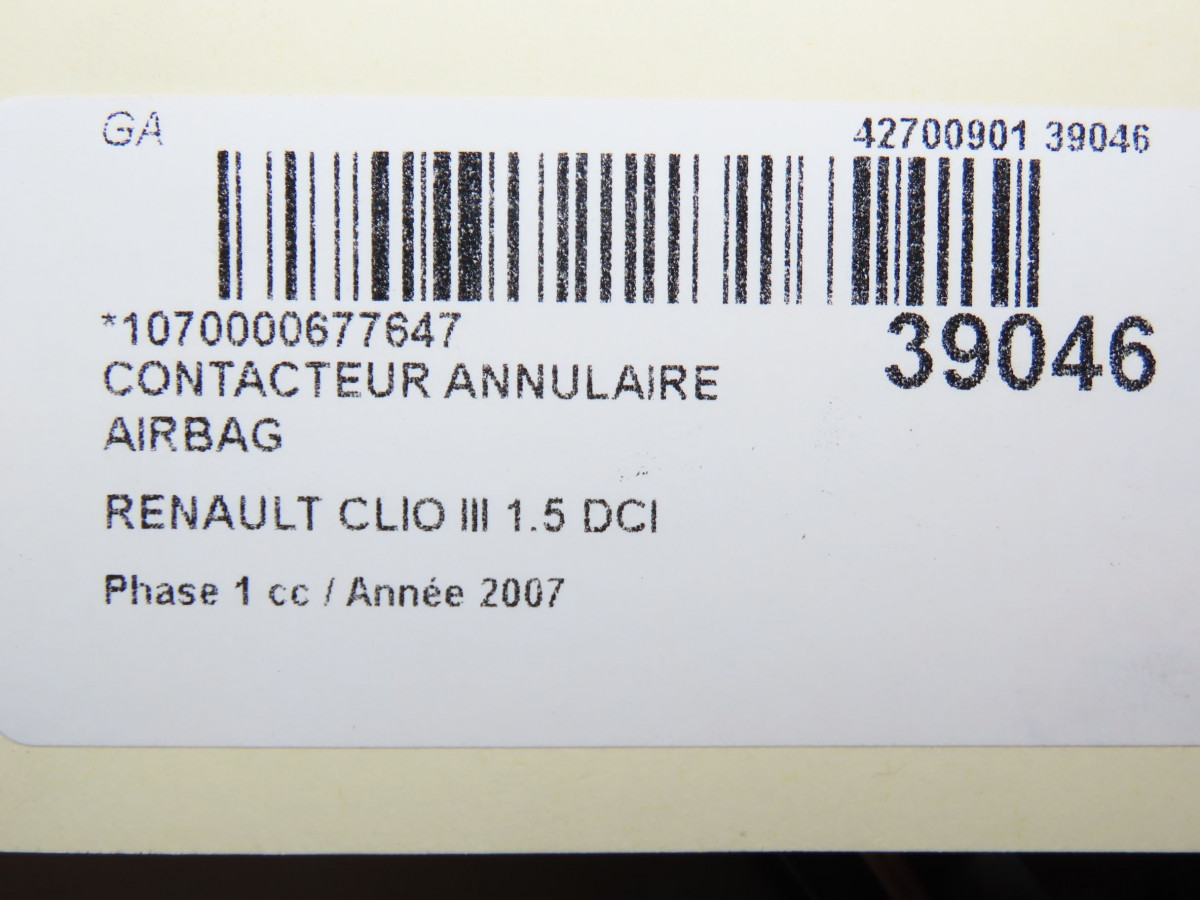 GA
42700901 39046
*1070000677647
39046
CONTACTEUR ANNULAIRE
AIRBAG
RENAULT CLIO III 1.5 DCI
Phase 1 cc / Année 2007